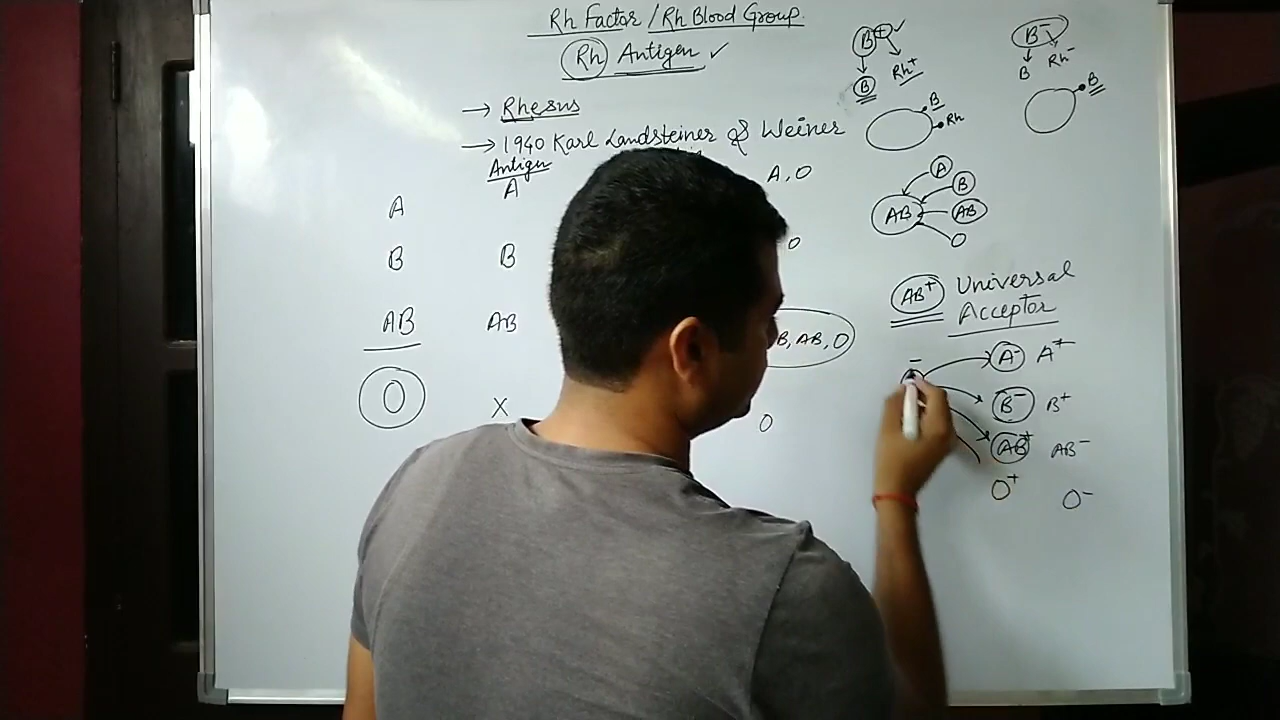 Rh Factor / Rh Blood Group
Rh Antigen ✓
→ Rhesus
→ 1940 Karl Landsteiner & Weiner
Antigen
A A A, O
B B O
AB AB B, AB, O
O X O
B+ ✓
B Rh+
B
Rh
B-
B Rh-
B
A
B
AB AB
O
AB+ Universal
Acceptor
- A- A+
B- B+
AB+ AB-
O+ O-